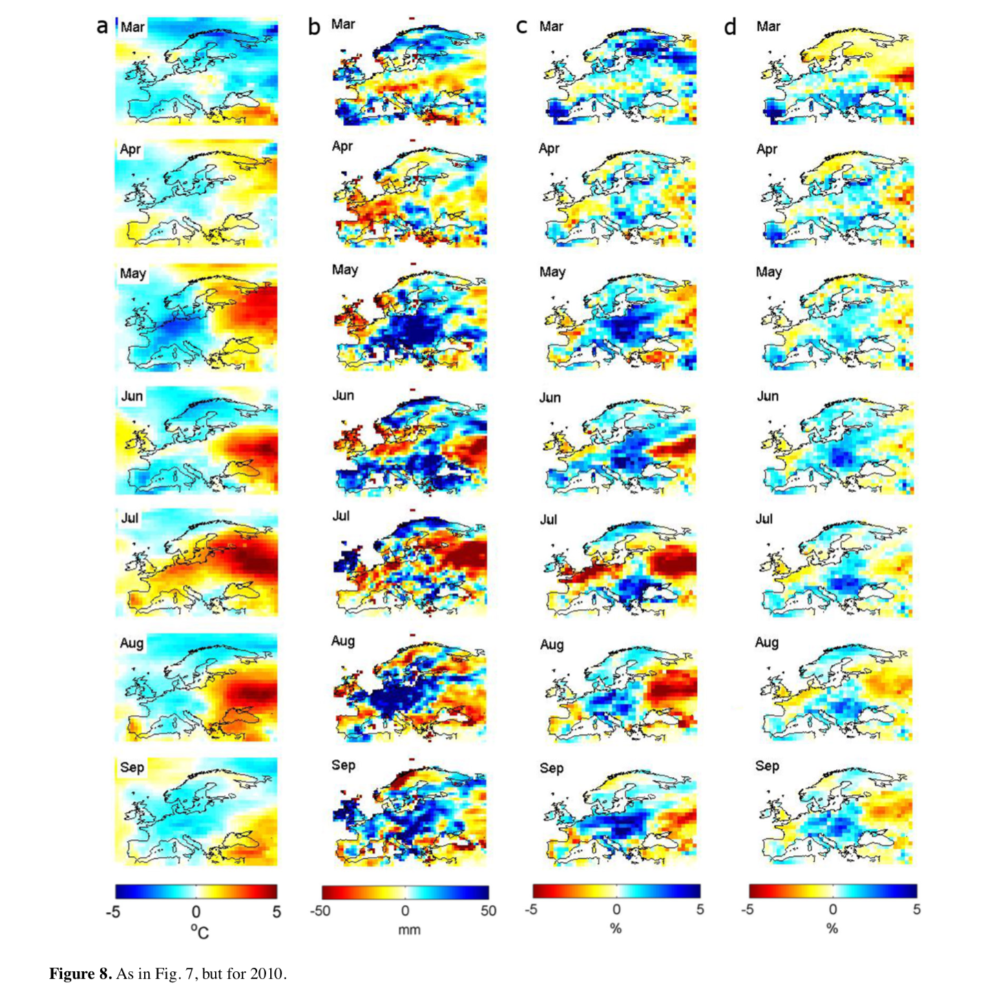 a b c d
Mar Mar Mar Mar
Apr Apr Apr Apr
May May May May
Jun Jun Jun Jun
Jul Jul Jul Jul
Aug Aug Aug Aug
Sep Sep Sep Sep
-5 0 5 -50 0 50 -5 0 5 -5 0 5
°C mm % %
Figure 8. As in Fig. 7, but for 2010.